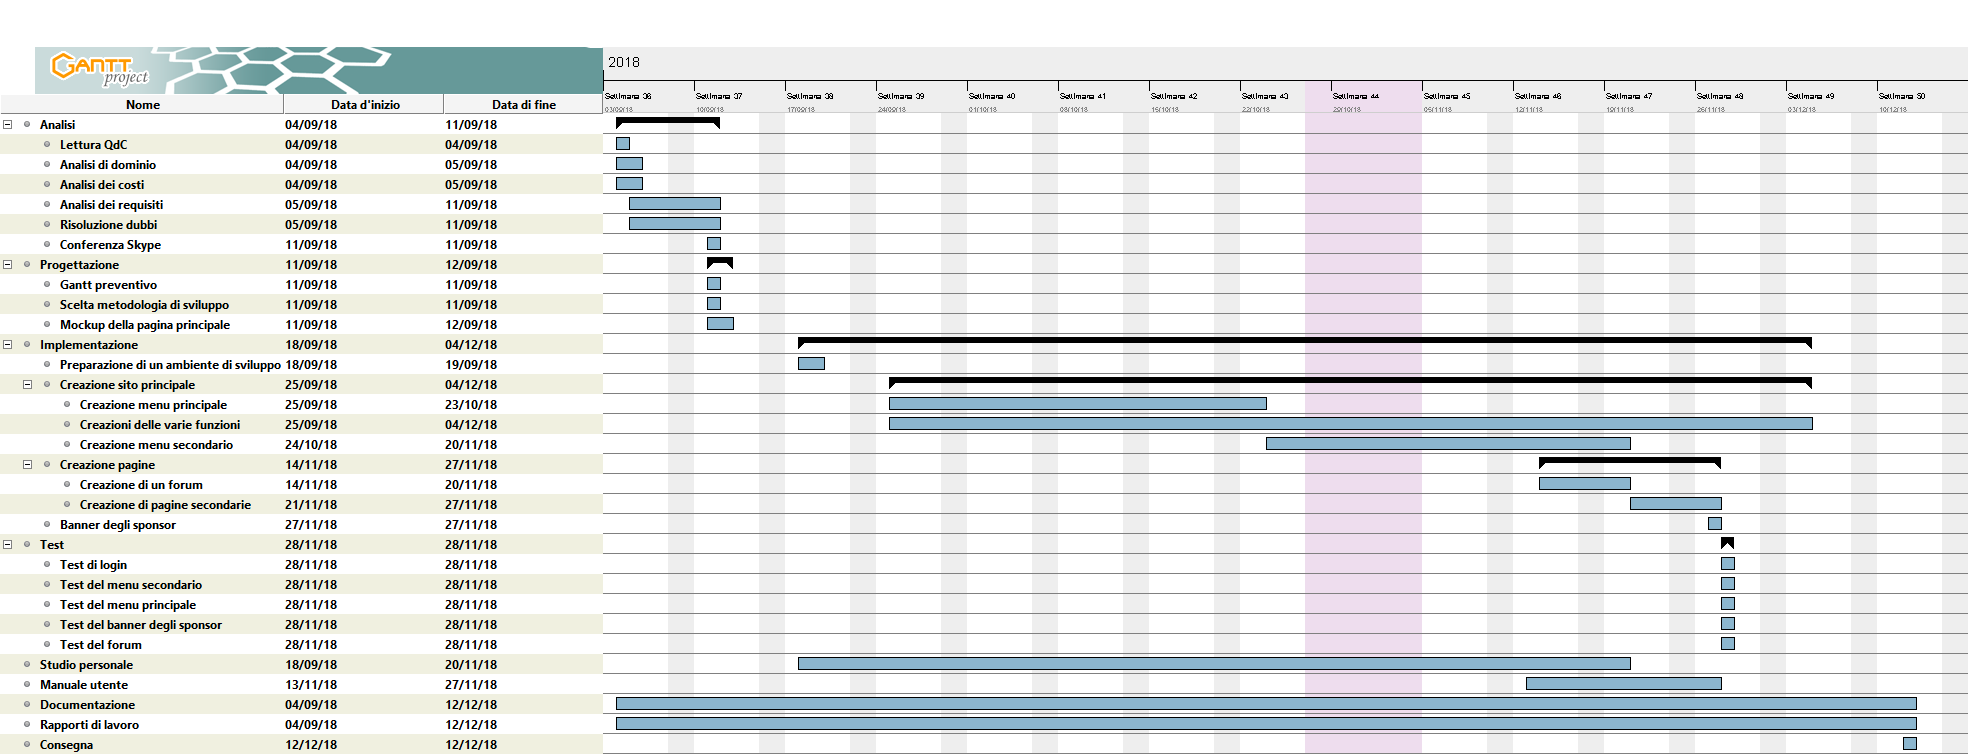 GANTT
project
2018
Nome Data d'inizio Data di fine
Settimana 36 Settimana 37 Settimana 38 Settimana 39 Settimana 40 Settimana 41 Settimana 42 Settimana 43 Settimana 44 Settimana 45 Settimana 46 Settimana 47 Settimana 48 Settimana 49 Settimana 50
03/09/18 10/09/18 17/09/18 24/09/18 01/10/18 08/10/18 15/10/18 22/10/18 29/10/18 05/11/18 12/11/18 19/11/18 26/11/18 03/12/18 10/12/18
Analisi 04/09/18 11/09/18
Lettura QdC 04/09/18 04/09/18
Analisi di dominio 04/09/18 05/09/18
Analisi dei costi 04/09/18 05/09/18
Analisi dei requisiti 05/09/18 11/09/18
Risoluzione dubbi 05/09/18 11/09/18
Conferenza Skype 11/09/18 11/09/18
Progettazione 11/09/18 12/09/18
Gantt preventivo 11/09/18 11/09/18
Scelta metodologia di sviluppo 11/09/18 11/09/18
Mockup della pagina principale 11/09/18 12/09/18
Implementazione 18/09/18 04/12/18
Preparazione di un ambiente di sviluppo 18/09/18 19/09/18
Creazione sito principale 25/09/18 04/12/18
Creazione menu principale 25/09/18 23/10/18
Creazioni delle varie funzioni 25/09/18 04/12/18
Creazione menu secondario 24/10/18 20/11/18
Creazione pagine 14/11/18 27/11/18
Creazione di un forum 14/11/18 20/11/18
Creazione di pagine secondarie 21/11/18 27/11/18
Banner degli sponsor 27/11/18 27/11/18
Test 28/11/18 28/11/18
Test di login 28/11/18 28/11/18
Test del menu secondario 28/11/18 28/11/18
Test del menu principale 28/11/18 28/11/18
Test del banner degli sponsor 28/11/18 28/11/18
Test del forum 28/11/18 28/11/18
Studio personale 18/09/18 20/11/18
Manuale utente 13/11/18 27/11/18
Documentazione 04/09/18 12/12/18
Rapporti di lavoro 04/09/18 12/12/18
Consegna 12/12/18 12/12/18